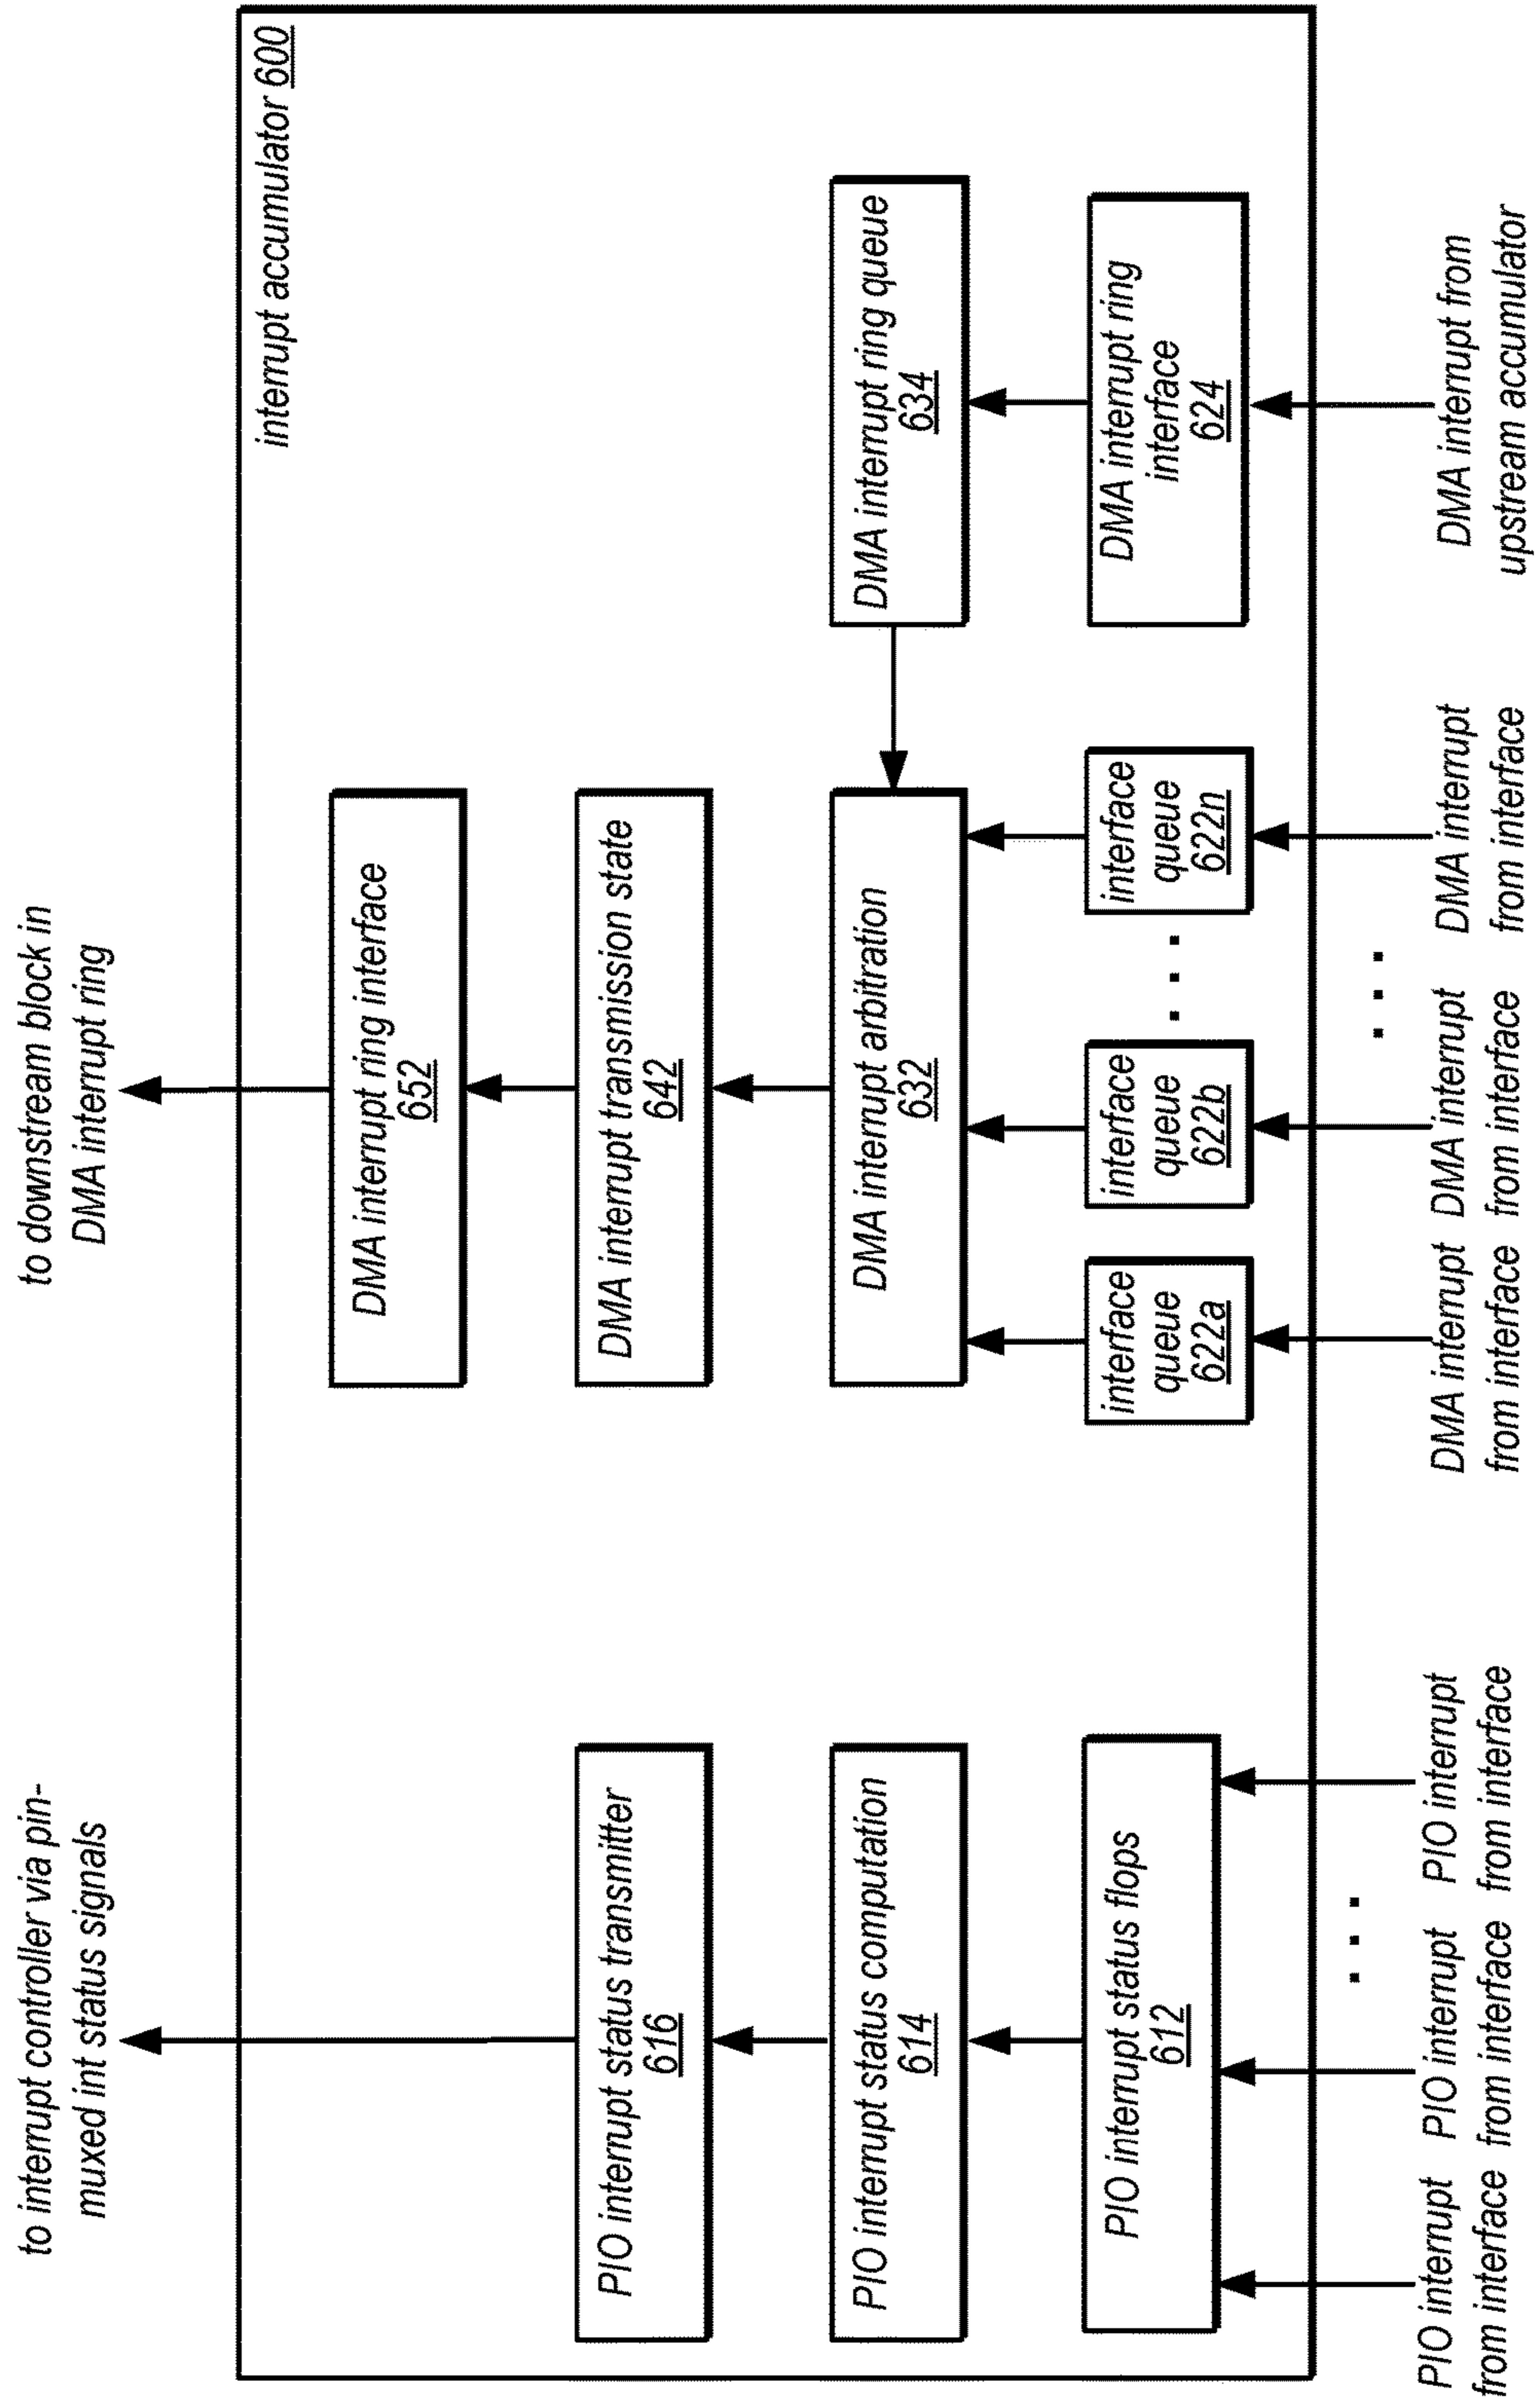 to interrupt controller via pin-
muxed int status signals
to downstream block in
DMA interrupt ring
interrupt accumulator 600
PIO interrupt status transmitter
616
PIO interrupt status computation
614
PIO interrupt status flops
612
DMA interrupt ring interface
652
DMA interrupt transmission state
642
DMA interrupt arbitration
632
DMA interrupt ring queue
634
interface
queue
622a
interface
queue
622b
. . .
interface
queue
622n
DMA interrupt ring
interface
624
PIO interrupt
from interface
PIO interrupt
from interface
. . .
PIO interrupt
from interface
DMA interrupt
from interface
DMA interrupt
from interface
. . .
DMA interrupt
from interface
DMA interrupt from
upstream accumulator